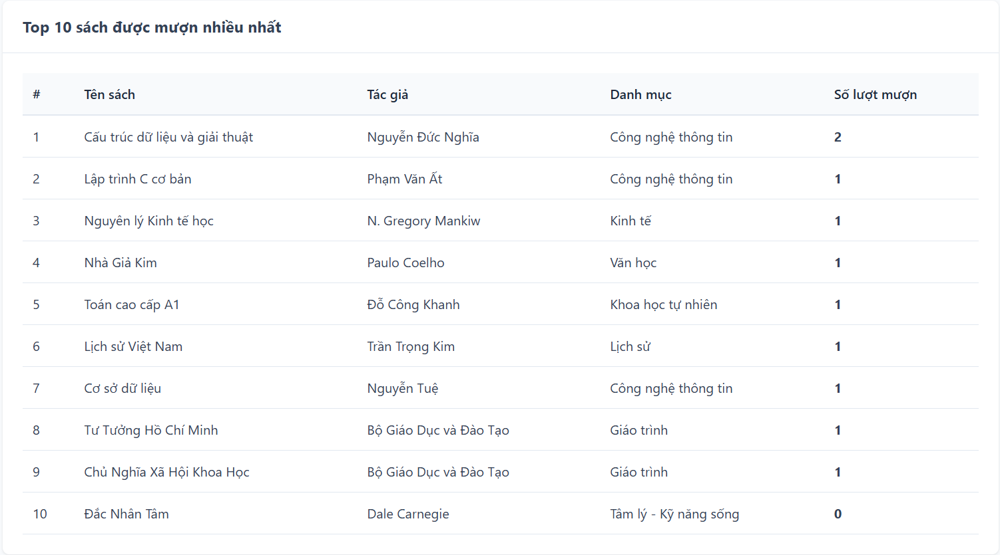 Top 10 sách được mượn nhiều nhất
# Tên sách Tác giả Danh mục Số lượt mượn
1 Cấu trúc dữ liệu và giải thuật Nguyễn Đức Nghĩa Công nghệ thông tin 2
2 Lập trình C cơ bản Phạm Văn Ất Công nghệ thông tin 1
3 Nguyên lý Kinh tế học N. Gregory Mankiw Kinh tế 1
4 Nhà Giả Kim Paulo Coelho Văn học 1
5 Toán cao cấp A1 Đỗ Công Khanh Khoa học tự nhiên 1
6 Lịch sử Việt Nam Trần Trọng Kim Lịch sử 1
7 Cơ sở dữ liệu Nguyễn Tuệ Công nghệ thông tin 1
8 Tư Tưởng Hồ Chí Minh Bộ Giáo Dục và Đào Tạo Giáo trình 1
9 Chủ Nghĩa Xã Hội Khoa Học Bộ Giáo Dục và Đào Tạo Giáo trình 1
10 Đắc Nhân Tâm Dale Carnegie Tâm lý - Kỹ năng sống 0